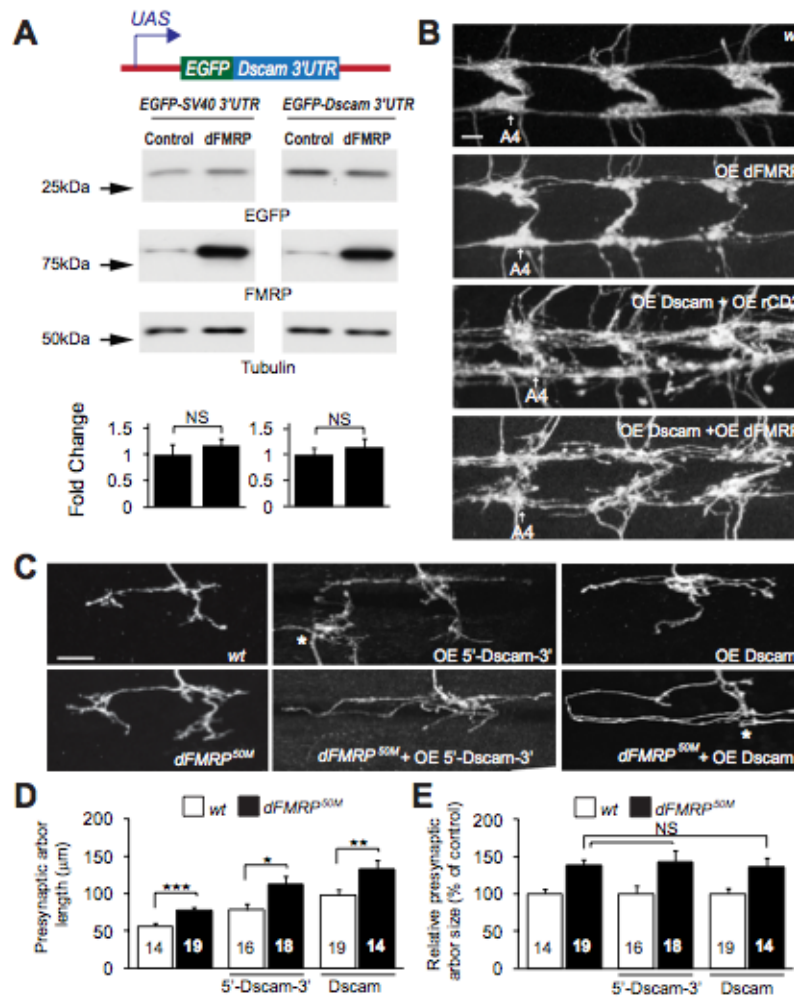 A
UAS
EGFP Dscam 3'UTR
EGFP-SV40 3'UTR EGFP-Dscam 3'UTR
Control dFMRP Control dFMRP
25kDa
EGFP
75kDa
FMRP
50kDa
Tubulin
Fold Change
NS
1.5
1
0.5
0
NS
1.5
1
0.5
0
B
A4
OE dFMRP
A4
OE Dscam + OE rCD2
A4
OE Dscam +OE dFMRP
A4
C
wt
* OE 5'-Dscam-3'
OE Dscam
dFMRP50M
dFMRP50M + OE 5'-Dscam-3'
*
dFMRP50M + OE Dscam
D
wt dFMRP50M
Presynaptic arbor
length (µm)
200
150
100
50
0
*** * **
14 19 16 18 19 14
5'-Dscam-3' Dscam
E
wt dFMRP50M
Relative presynaptic
arbor size (% of control)
200
150
100
50
0
NS
14 19 16 18 19 14
5'-Dscam-3' Dscam